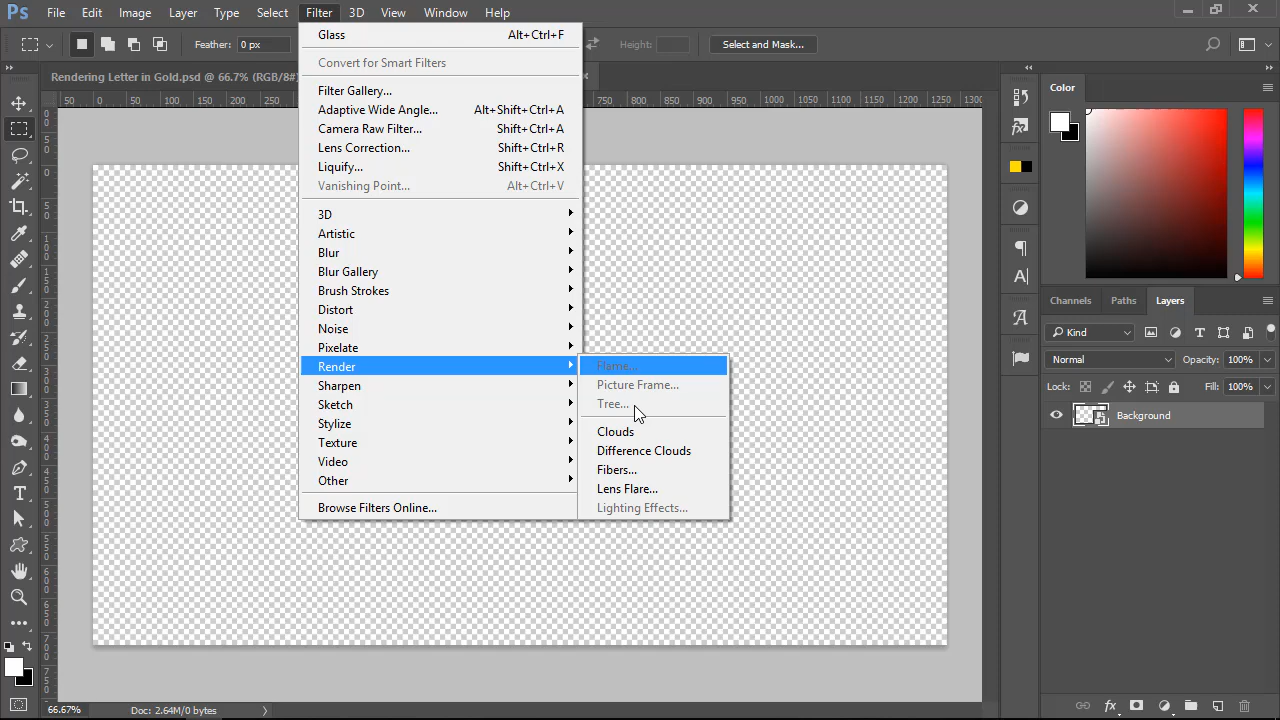 Ps File Edit Image Layer Type Select Filter 3D View Window Help
Feather: 0 px
Height:
Select and Mask...
Rendering Letter in Gold.psd @ 66.7% (RGB/8#)
50 0 50 100 150 200 250 300 750 800 850 900 950 1000 1050 1100 1150 1200 1250 1300
Glass Alt+Ctrl+F
Convert for Smart Filters
Filter Gallery...
Adaptive Wide Angle... Alt+Shift+Ctrl+A
Camera Raw Filter... Shift+Ctrl+A
Lens Correction... Shift+Ctrl+R
Liquify... Shift+Ctrl+X
Vanishing Point... Alt+Ctrl+V
3D
Artistic
Blur
Blur Gallery
Brush Strokes
Distort
Noise
Pixelate
Render
Sharpen
Sketch
Stylize
Texture
Video
Other
Browse Filters Online...
Flame...
Picture Frame...
Tree...
Clouds
Difference Clouds
Fibers...
Lens Flare...
Lighting Effects...
Color
Channels Paths Layers
Kind
Normal Opacity: 100%
Lock: Fill: 100%
Background
66.67% Doc: 2.64M/0 bytes